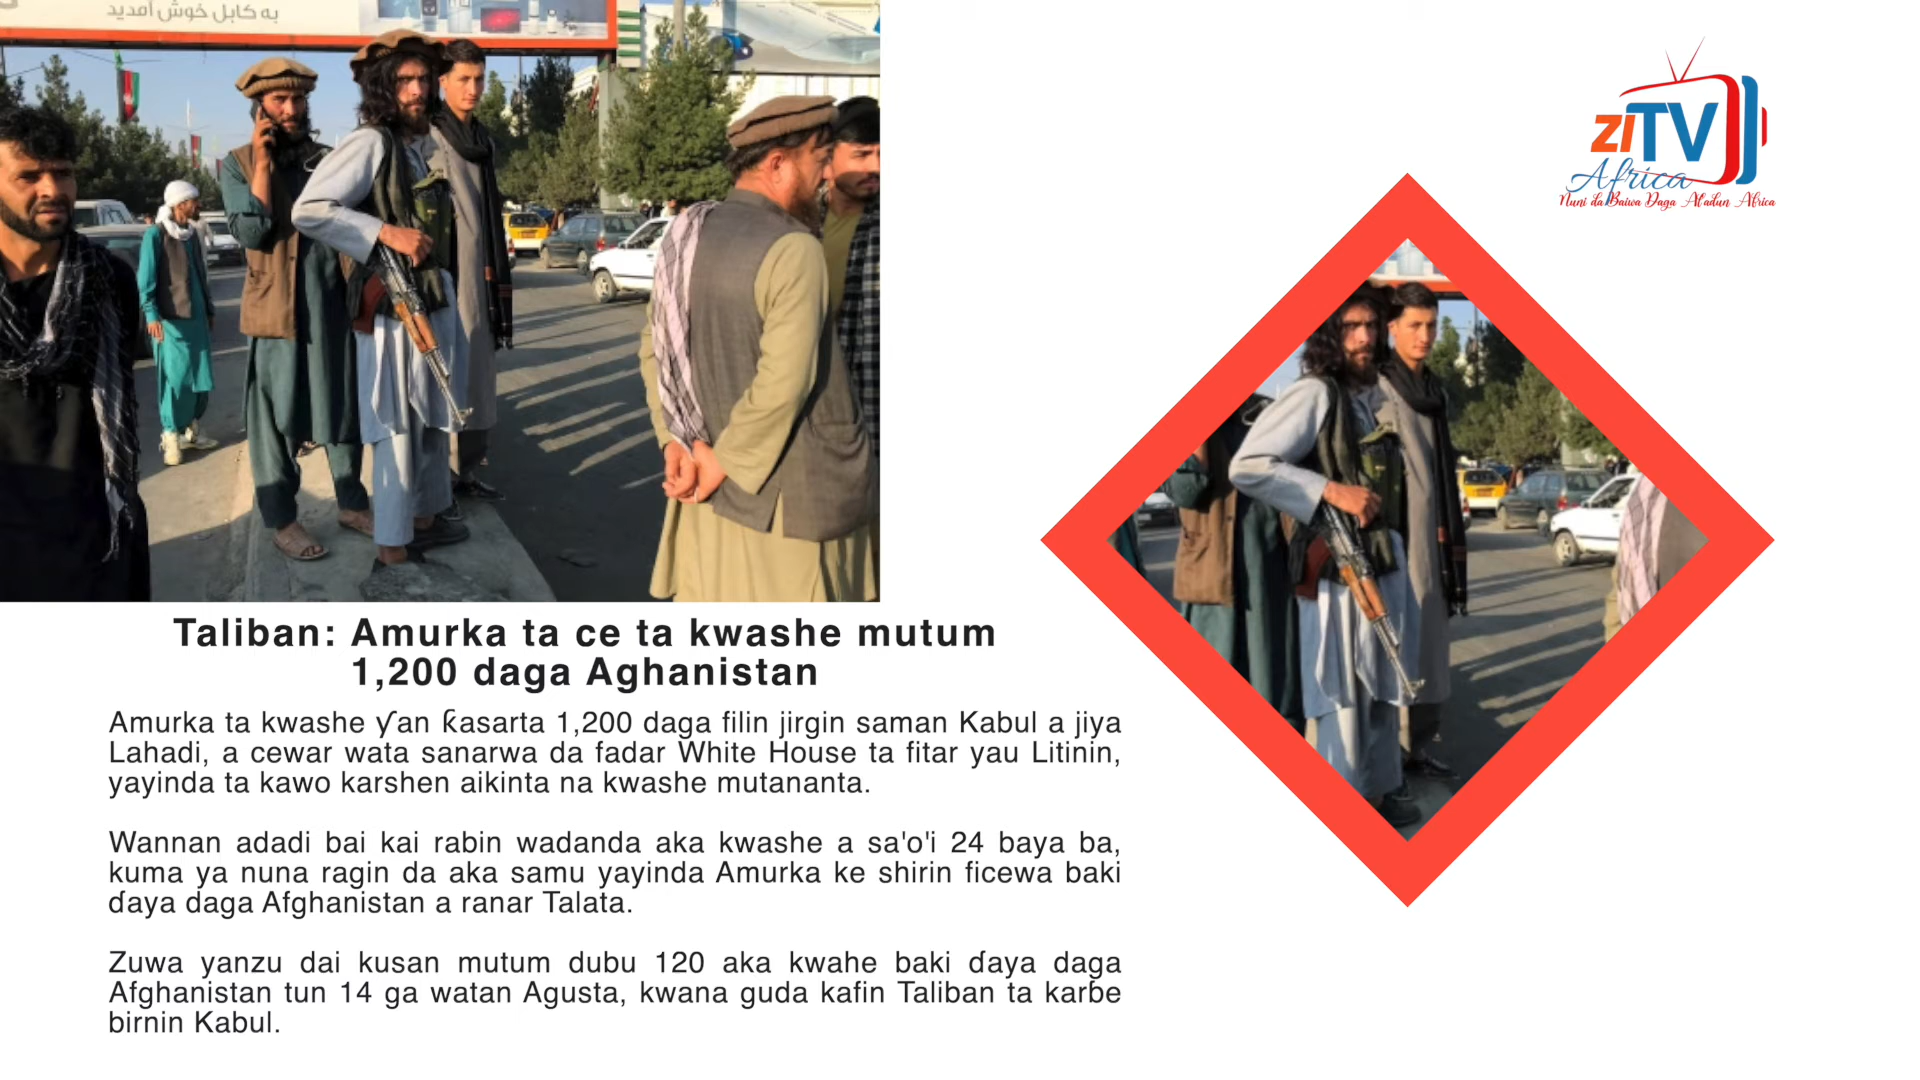 به کابل خوش آمدید
ziTV
Africa
Nuni da Baiwa Daga Al'adun Africa
Taliban: Amurka ta ce ta kwashe mutum
1,200 daga Aghanistan
Amurka ta kwashe ƴan ƙasarta 1,200 daga filin jirgin saman Kabul a jiya
Lahadi, a cewar wata sanarwa da fadar White House ta fitar yau Litinin,
yayinda ta kawo karshen aikinta na kwashe mutananta.
Wannan adadi bai kai rabin wadanda aka kwashe a sa'o'i 24 baya ba,
kuma ya nuna ragin da aka samu yayinda Amurka ke shirin ficewa baki
ɗaya daga Afghanistan a ranar Talata.
Zuwa yanzu dai kusan mutum dubu 120 aka kwahe baki ɗaya daga
Afghanistan tun 14 ga watan Agusta, kwana guda kafin Taliban ta karɓe
birnin Kabul.